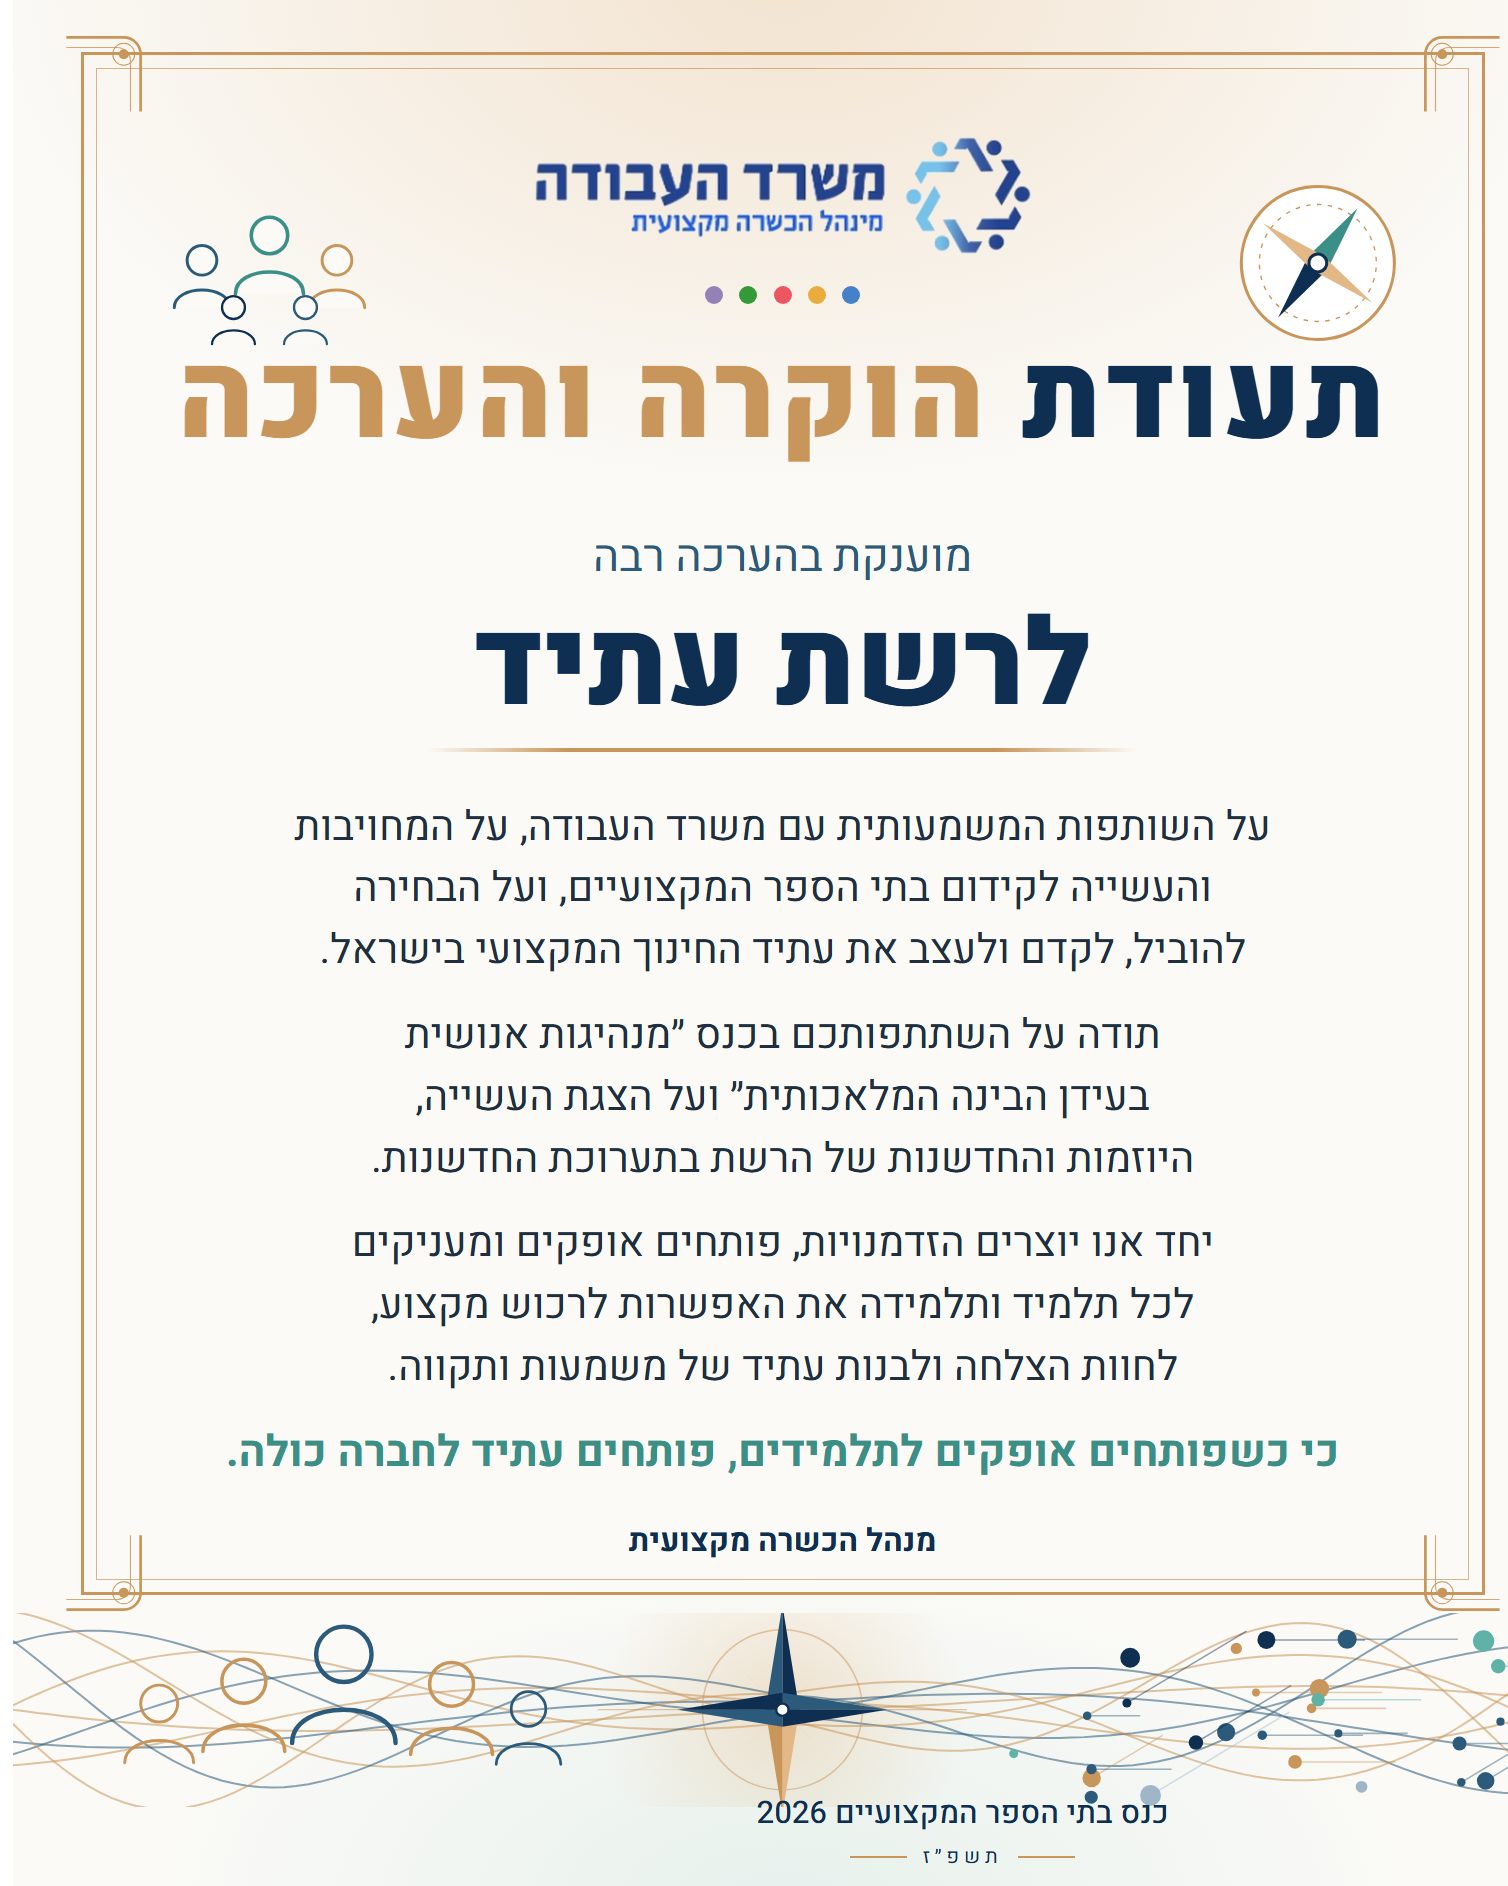 משרד העבודה
מינהל הכשרה מקצועית
תעודת הוקרה והערכה
מוענקת בהערכה רבה
לרשת עתיד
על השותפות המשמעותית עם משרד העבודה, על המחויבות
והעשייה לקידום בתי הספר המקצועיים, ועל הבחירה
להוביל, לקדם ולעצב את עתיד החינוך המקצועי בישראל.
תודה על השתתפותכם בכנס ״מנהיגות אנושית
בעידן הבינה המלאכותית״ ועל הצגת העשייה,
היוזמות והחדשנות של הרשת בתערוכת החדשנות.
יחד אנו יוצרים הזדמנויות, פותחים אופקים ומעניקים
לכל תלמיד ותלמידה את האפשרות לרכוש מקצוע,
לחוות הצלחה ולבנות עתיד של משמעות ותקווה.
כי כשפותחים אופקים לתלמידים, פותחים עתיד לחברה כולה.
מנהל הכשרה מקצועית
כנס בתי הספר המקצועיים 2026
תשפ״ז